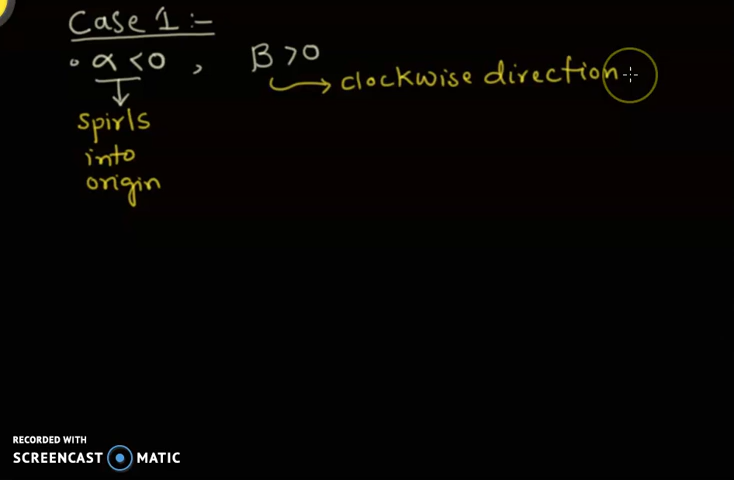 Case 1 :-
• α < 0 , β > 0
clockwise direction
spirls
into
origin
RECORDED WITH
SCREENCAST MATIC